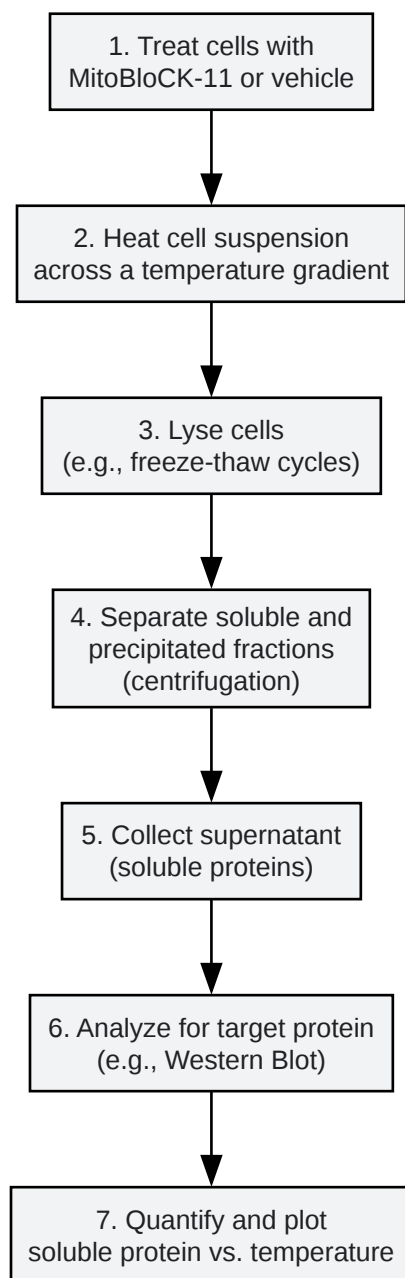 1. Treat cells with
MitoBloCK-11 or vehicle
2. Heat cell suspension
across a temperature gradient
3. Lyse cells
(e.g., freeze-thaw cycles)
4. Separate soluble and
precipitated fractions
(centrifugation)
5. Collect supernatant
(soluble proteins)
6. Analyze for target protein
(e.g., Western Blot)
7. Quantify and plot
soluble protein vs. temperature